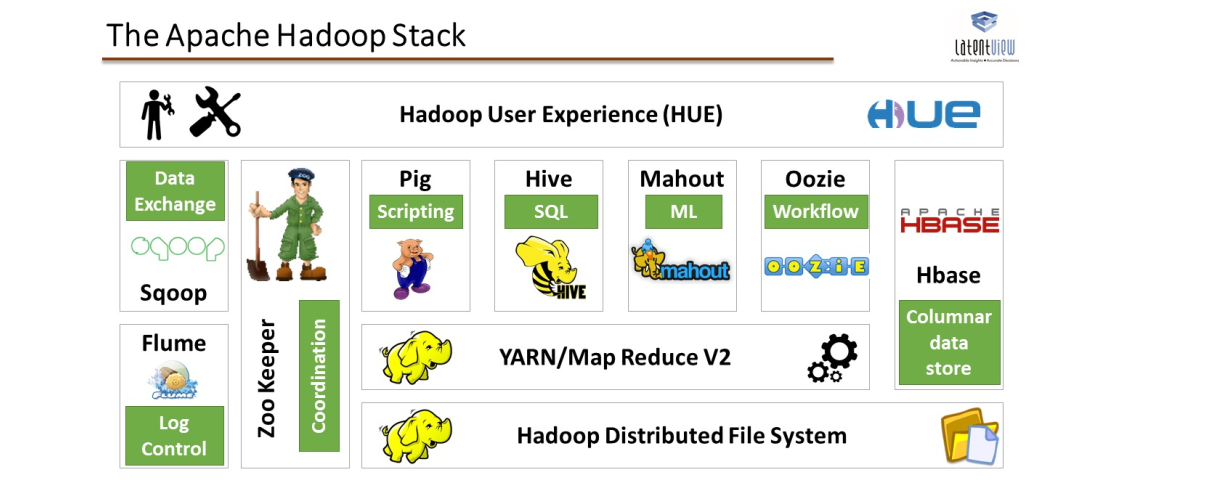 The Apache Hadoop Stack
LatentView
Actionable Insights • Accurate Decisions
Hadoop User Experience (HUE)
HUE
Data
Exchange
sqoop
Sqoop
Flume
FLUME
Log
Control
ZOO
Zoo Keeper
Coordination
Pig
Scripting
Hive
SQL
HIVE
Mahout
ML
mahout
Oozie
Workflow
OOZIE
APACHE
HBASE
Hbase
Columnar
data
store
YARN/Map Reduce V2
Hadoop Distributed File System